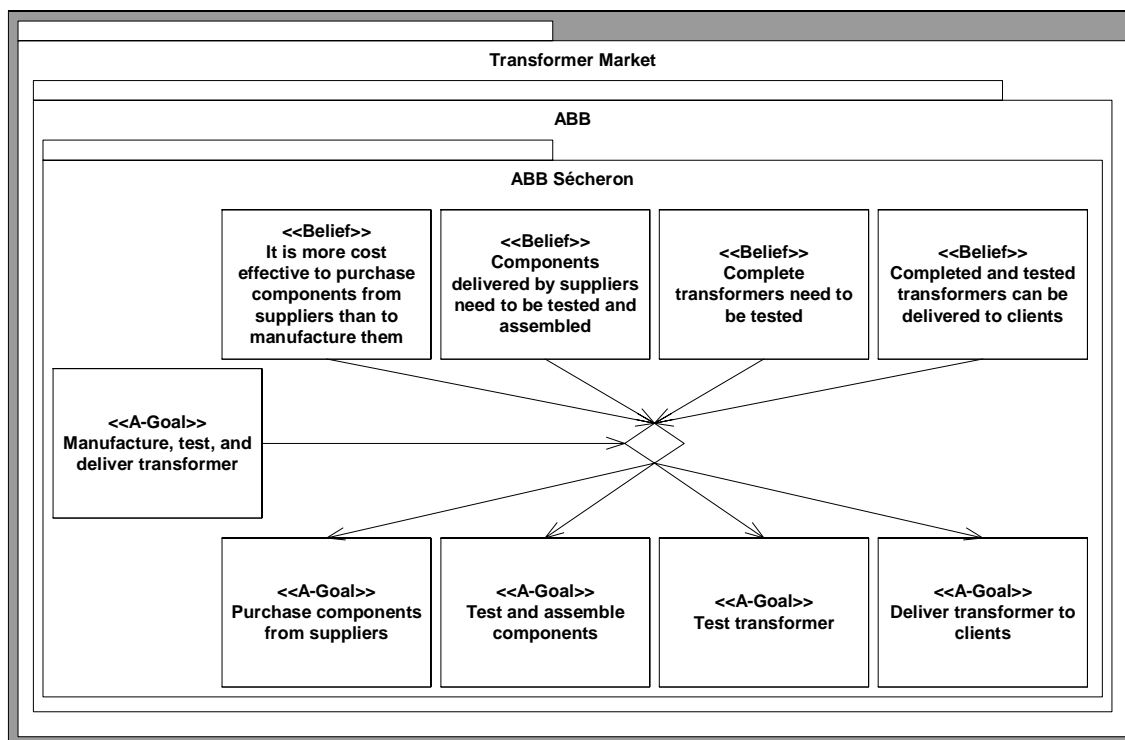 Transformer Market
ABB
ABB Sécheron
<<Belief>>
It is more cost
effective to purchase
components from
suppliers than to
manufacture them
<<Belief>>
Components
delivered by suppliers
need to be tested and
assembled
<<Belief>>
Complete
transformers need to
be tested
<<Belief>>
Completed and tested
transformers can be
delivered to clients
<<A-Goal>>
Manufacture, test, and
deliver transformer
<<A-Goal>>
Purchase components
from suppliers
<<A-Goal>>
Test and assemble
components
<<A-Goal>>
Test transformer
<<A-Goal>>
Deliver transformer to
clients